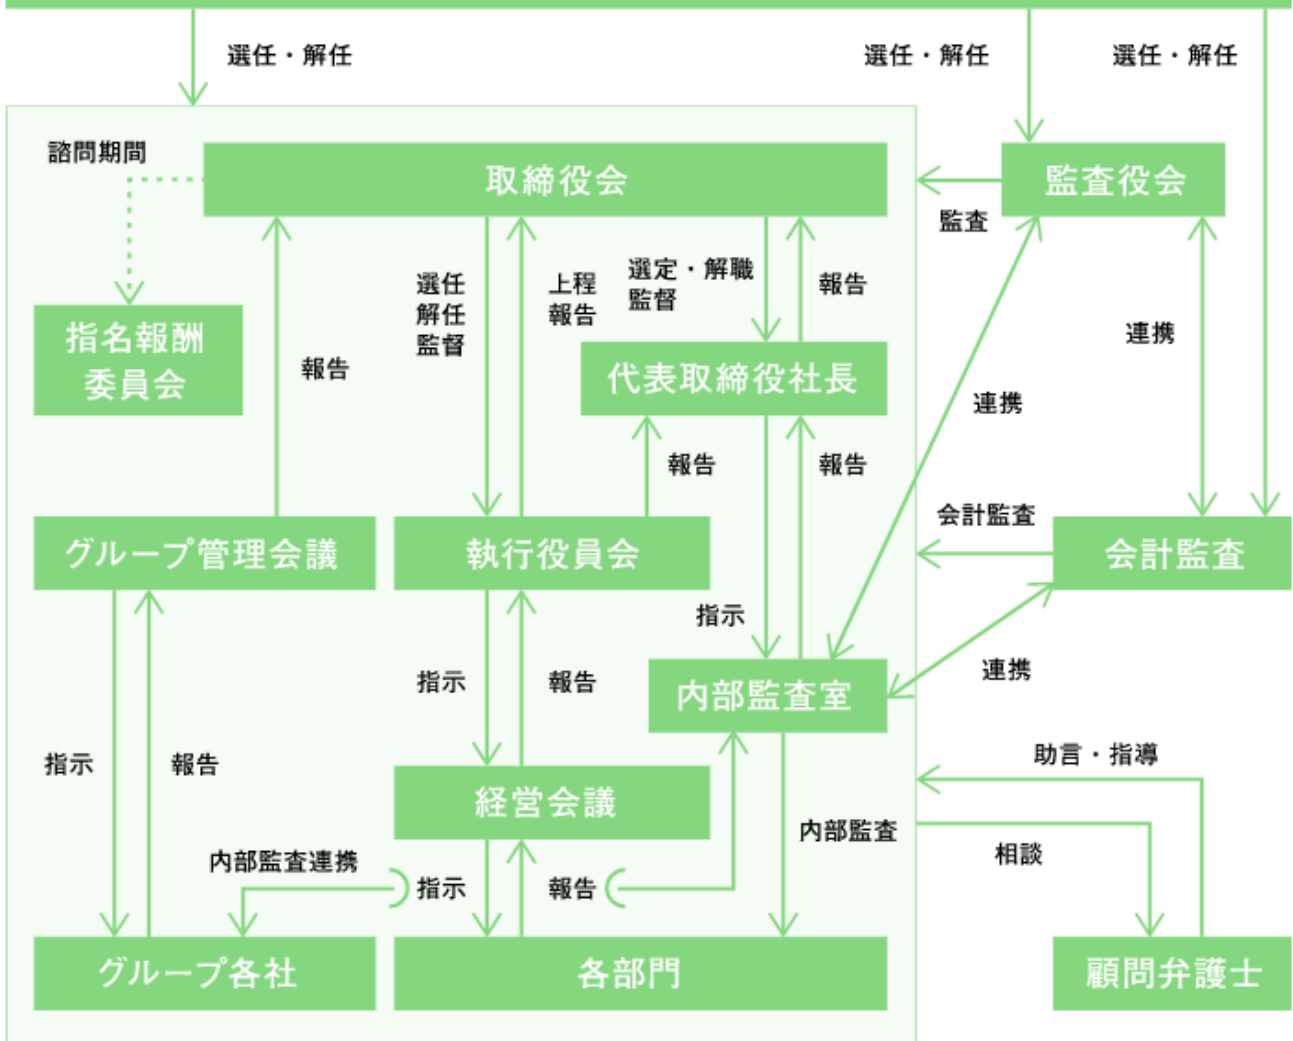 選任・解任
選任・解任
選任・解任
諮問期間
取締役会
監査役会
監査
選任
解任
監督
上程
報告
選定・解職
監督
報告
指名報酬
委員会
報告
連携
代表取締役社長
連携
報告
報告
グループ管理会議
執行役員会
会計監査
会計監査
指示
連携
指示
報告
内部監査室
指示
報告
助言・指導
経営会議
内部監査
相談
内部監査連携
指示
報告
グループ各社
各部門
顧問弁護士